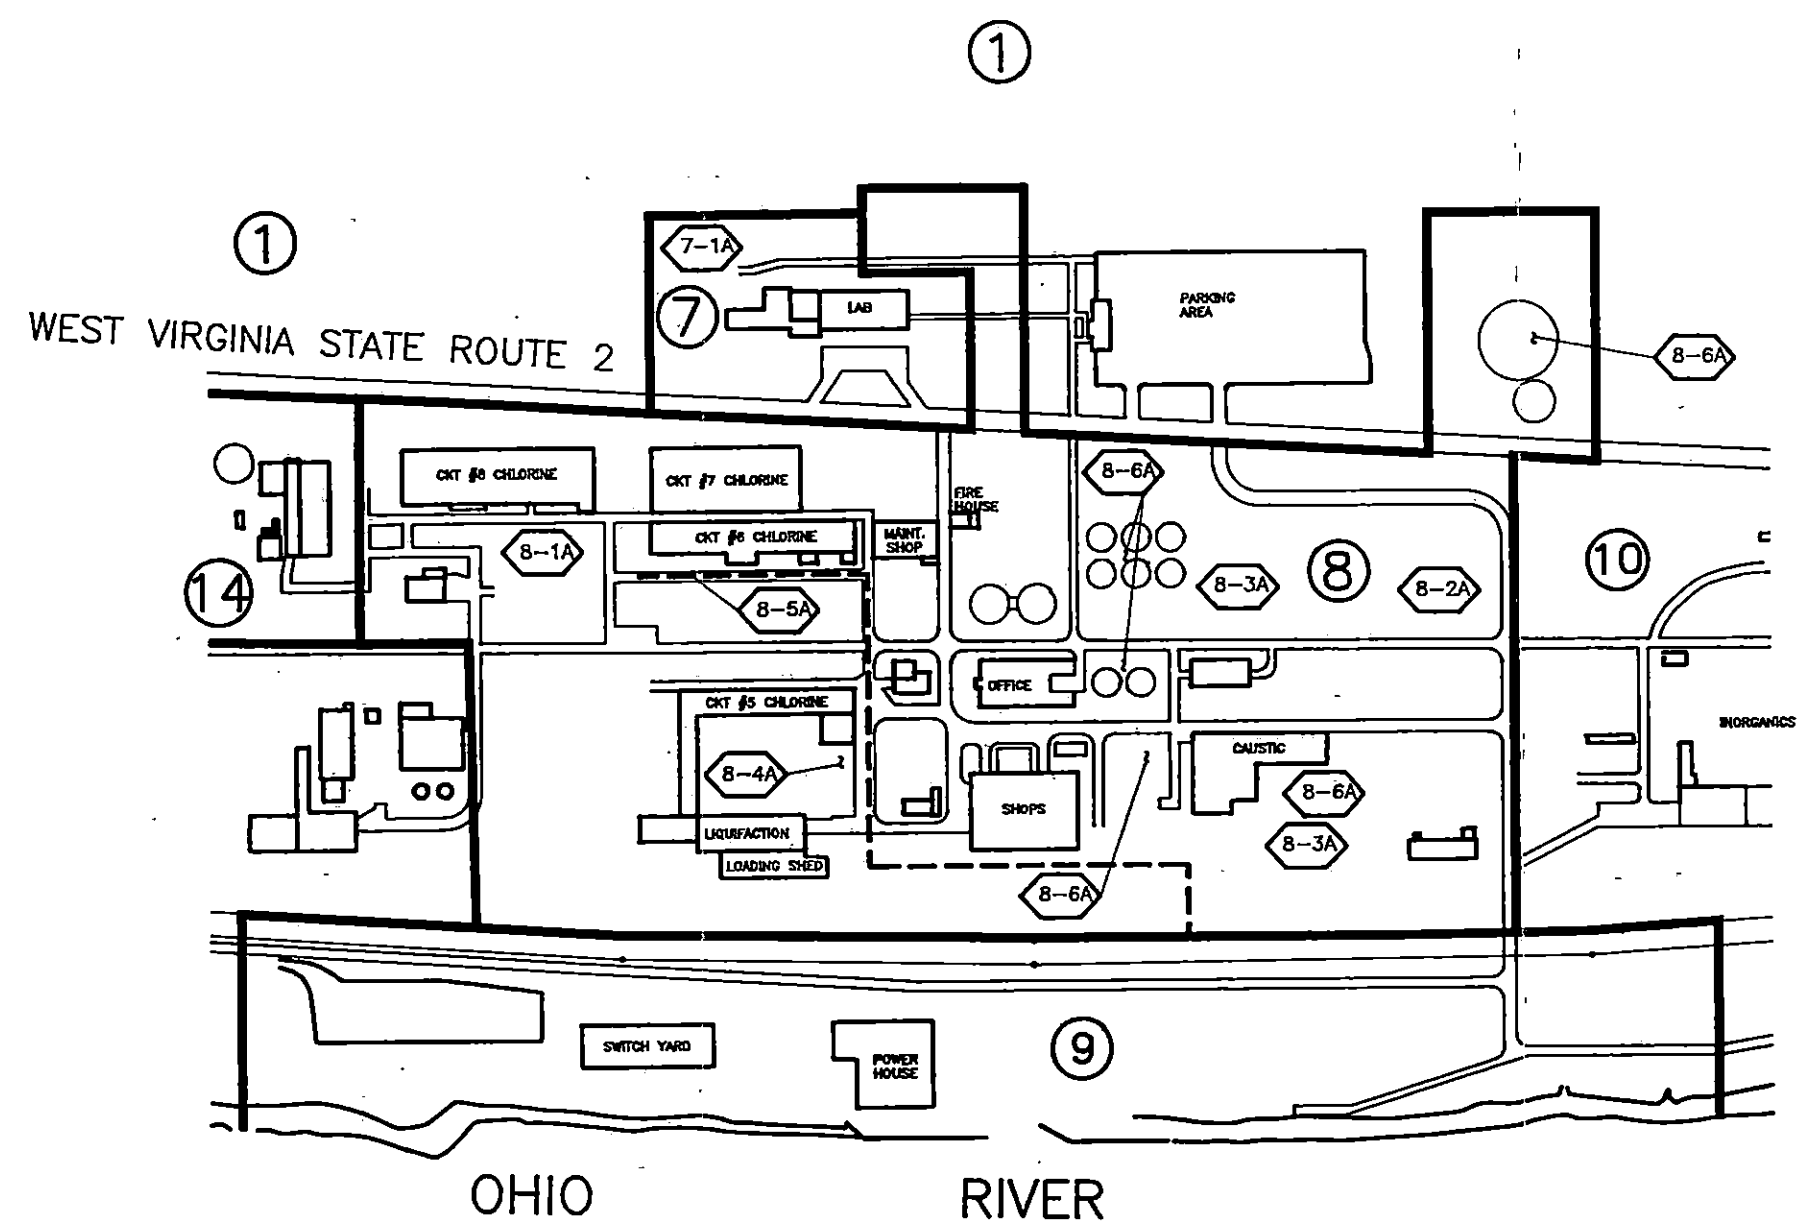 1
1
7-1A
WEST VIRGINIA STATE ROUTE 2
7
LAB
PARKING
AREA
8-6A
CKT #8 CHLORINE
CKT #7 CHLORINE
8-6A
FIRE
HOUSE
CKT #6 CHLORINE
MAINT.
SHOP
8-1A
14
8-5A
8-3A
8
8-2A
10
OFFICE
CKT #5 CHLORINE
INORGANICS
CAUSTIC
8-4A
8-6A
SHOPS
LIQUIFACTION
8-3A
LOADING SHED
8-6A
SWITCH YARD
POWER
HOUSE
9
OHIO RIVER